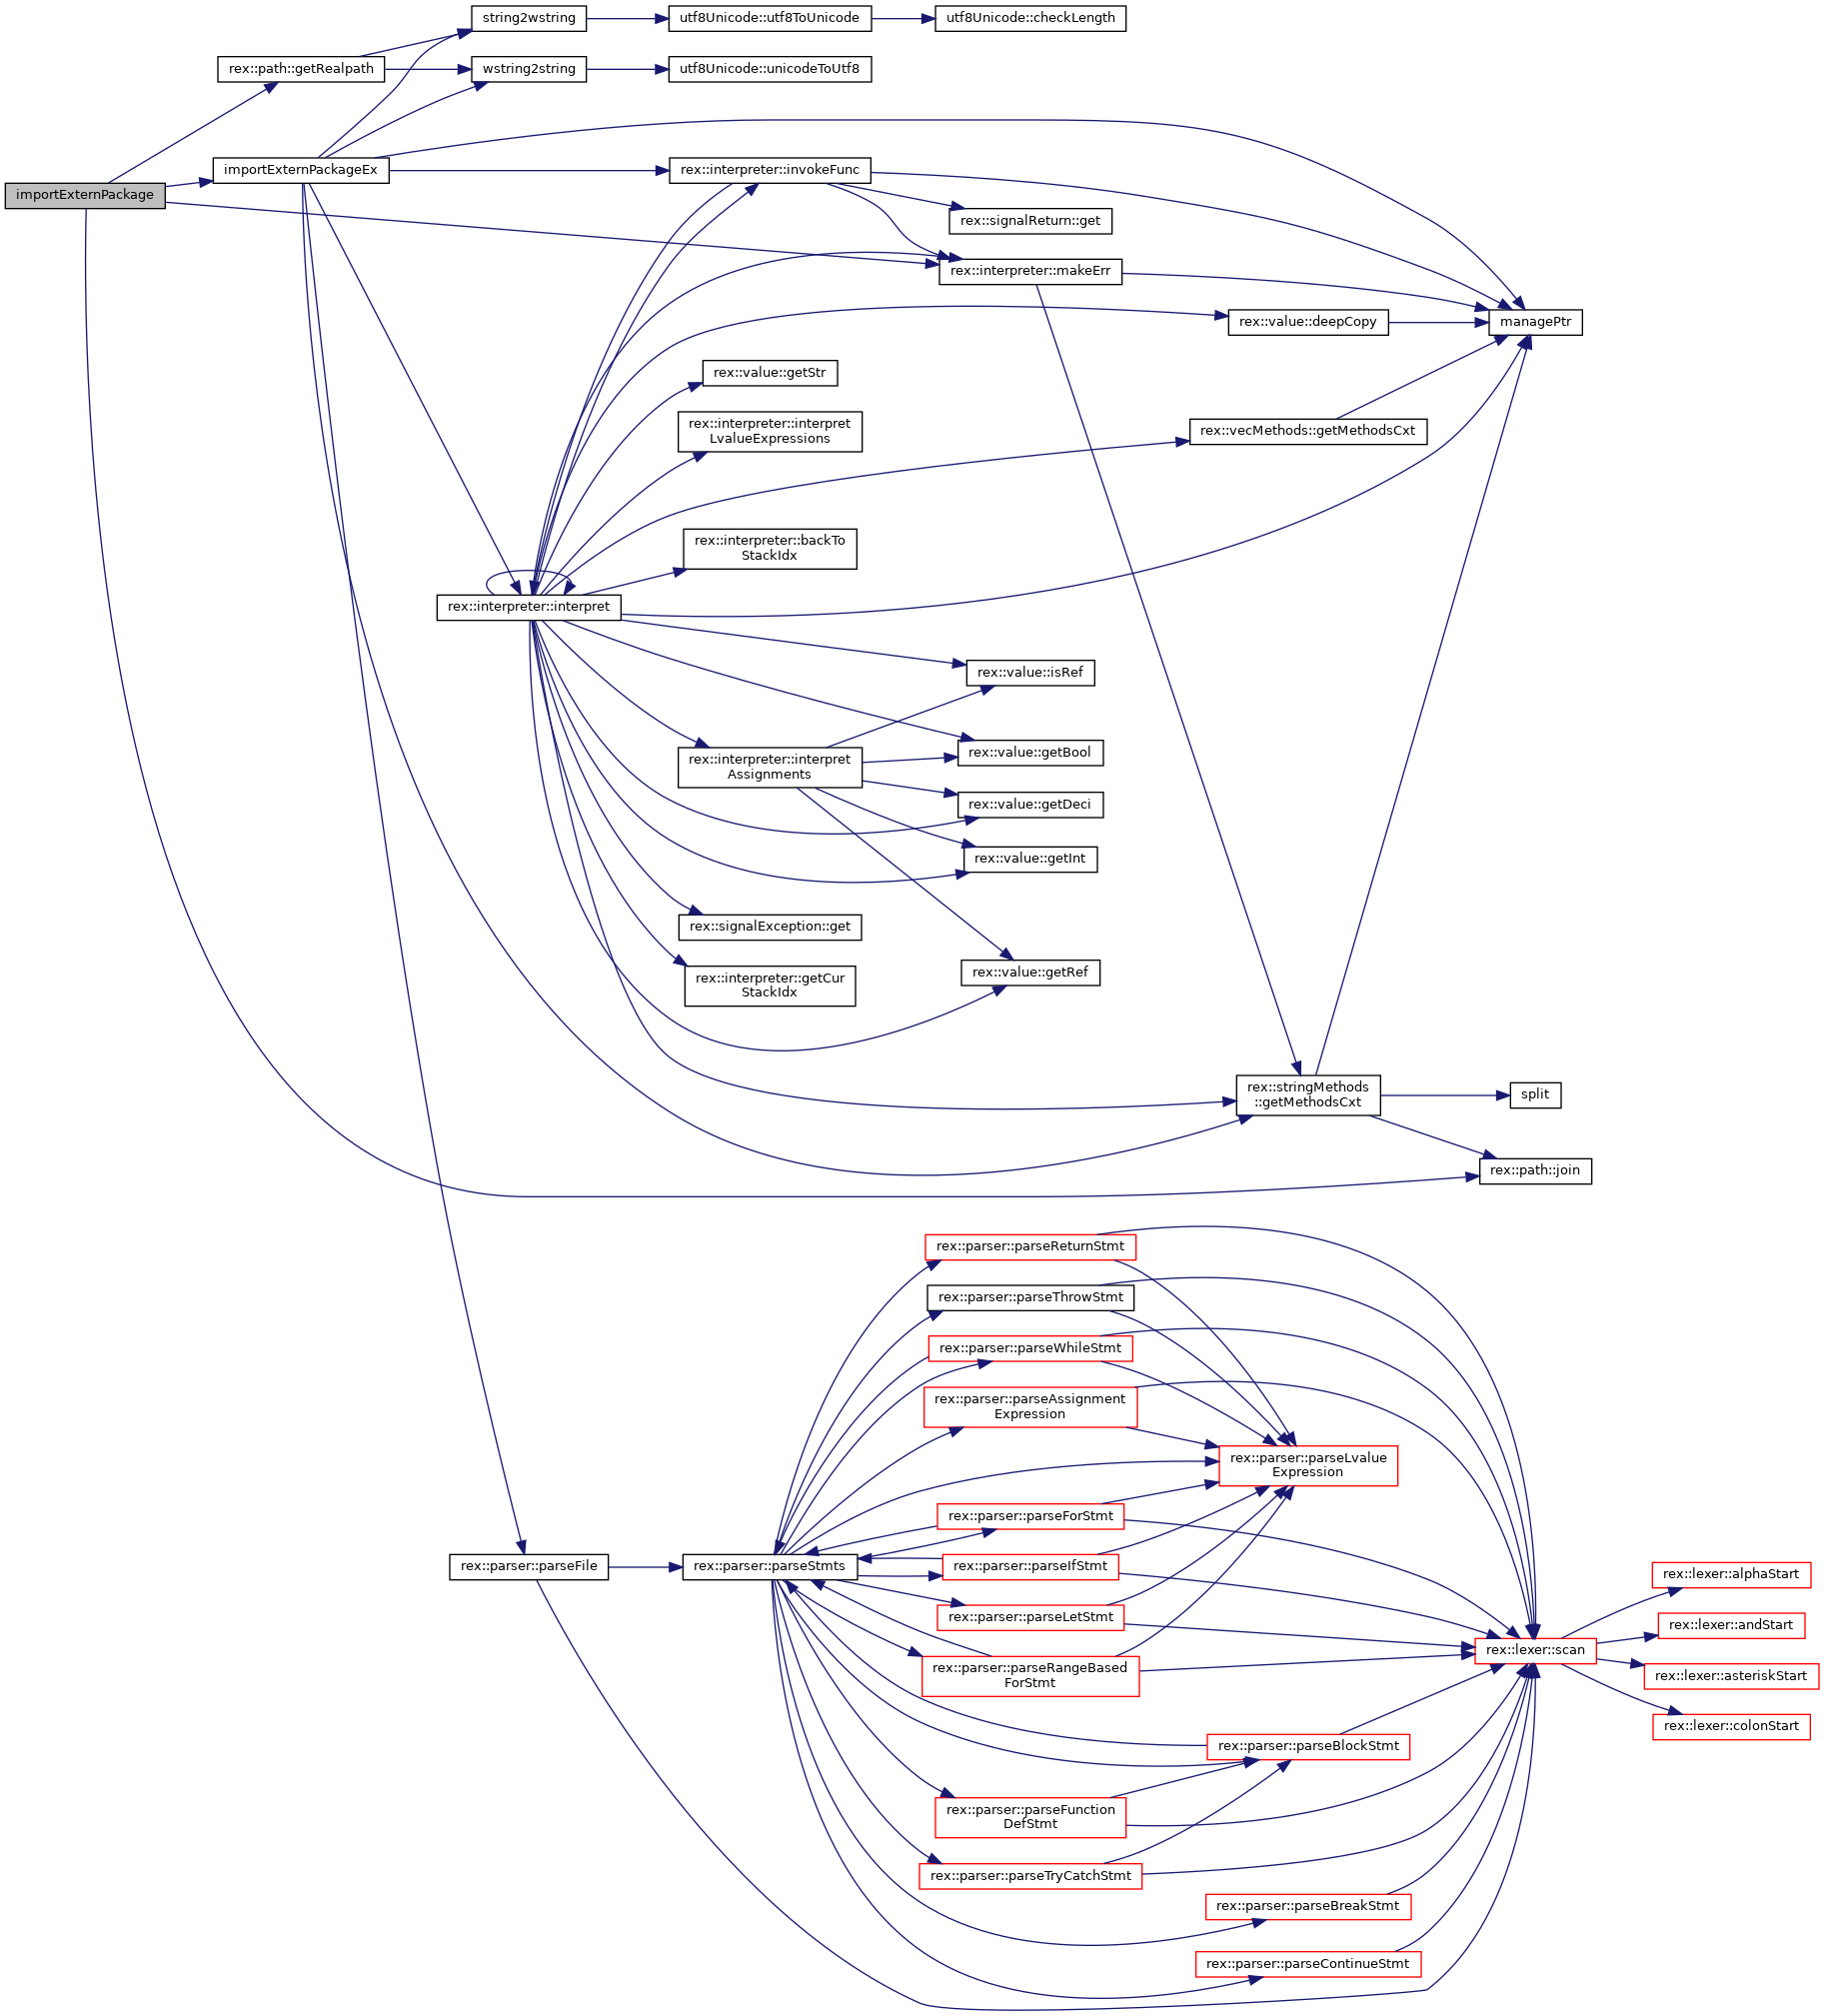 string2wstring
utf8Unicode::utf8ToUnicode
utf8Unicode::checkLength
rex::path::getRealpath
wstring2string
utf8Unicode::unicodeToUtf8
importExternPackage
importExternPackageEx
rex::interpreter::invokeFunc
rex::signalReturn::get
rex::interpreter::makeErr
rex::value::deepCopy
managePtr
rex::value::getStr
rex::interpreter::interpret
LvalueExpressions
rex::vecMethods::getMethodsCxt
rex::interpreter::backTo
StackIdx
rex::interpreter::interpret
rex::value::isRef
rex::interpreter::interpret
Assignments
rex::value::getBool
rex::value::getDeci
rex::value::getInt
rex::signalException::get
rex::interpreter::getCur
StackIdx
rex::value::getRef
rex::stringMethods
::getMethodsCxt
split
rex::path::join
rex::parser::parseReturnStmt
rex::parser::parseThrowStmt
rex::parser::parseWhileStmt
rex::parser::parseAssignment
Expression
rex::parser::parseLvalue
Expression
rex::parser::parseForStmt
rex::parser::parseFile
rex::parser::parseStmts
rex::parser::parseIfStmt
rex::parser::parseLetStmt
rex::parser::parseRangeBased
ForStmt
rex::lexer::scan
rex::lexer::alphaStart
rex::lexer::andStart
rex::lexer::asteriskStart
rex::lexer::colonStart
rex::parser::parseBlockStmt
rex::parser::parseFunction
DefStmt
rex::parser::parseTryCatchStmt
rex::parser::parseBreakStmt
rex::parser::parseContinueStmt